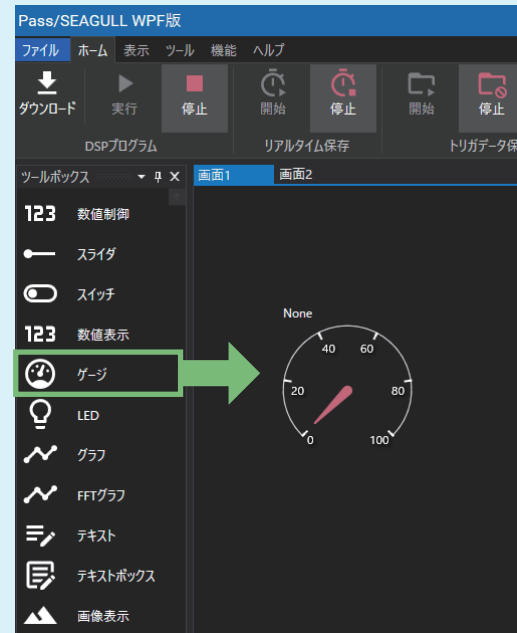 Pass/SEAGULL WPF版
ファイル ホーム 表示 ツール 機能 ヘルプ
ダウンロード 実行 停止 開始 停止 開始 停止
DSPプログラム リアルタイム保存 トリガデータ保
ツールボックス 画面1 画面2
123 数値制御
スライダ
スイッチ
123 数値表示
ゲージ
LED
グラフ
FFTグラフ
テキスト
テキストボックス
画像表示
None
40 60
20 80
0 100